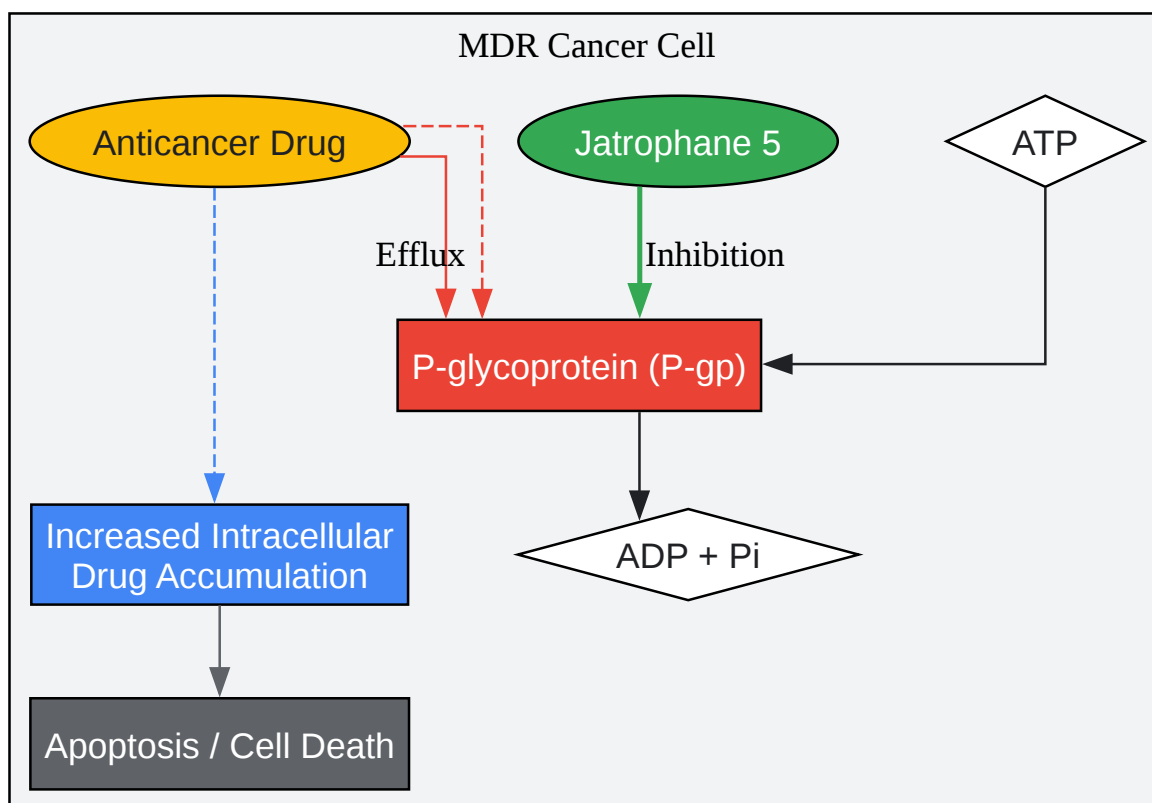 MDR Cancer Cell
Anticancer Drug
Jatrophane 5
ATP
Efflux
Inhibition
P-glycoprotein (P-gp)
Increased Intracellular
Drug Accumulation
ADP + Pi
Apoptosis / Cell Death